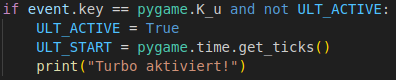 if event.key == pygame.K_u and not ULT_ACTIVE:
    ULT_ACTIVE = True
    ULT_START = pygame.time.get_ticks()
    print("Turbo aktiviert!")